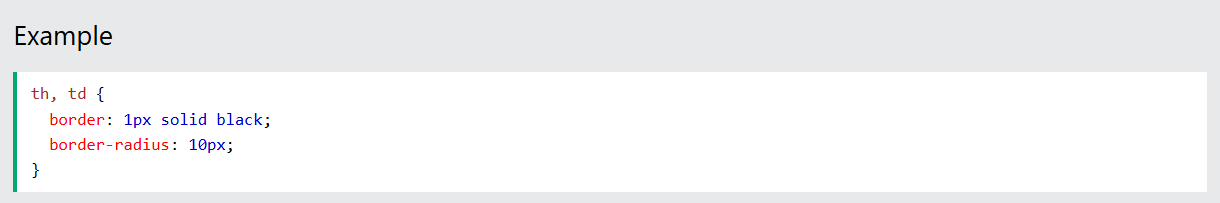 Example
th, td {
  border: 1px solid black;
  border-radius: 10px;
}